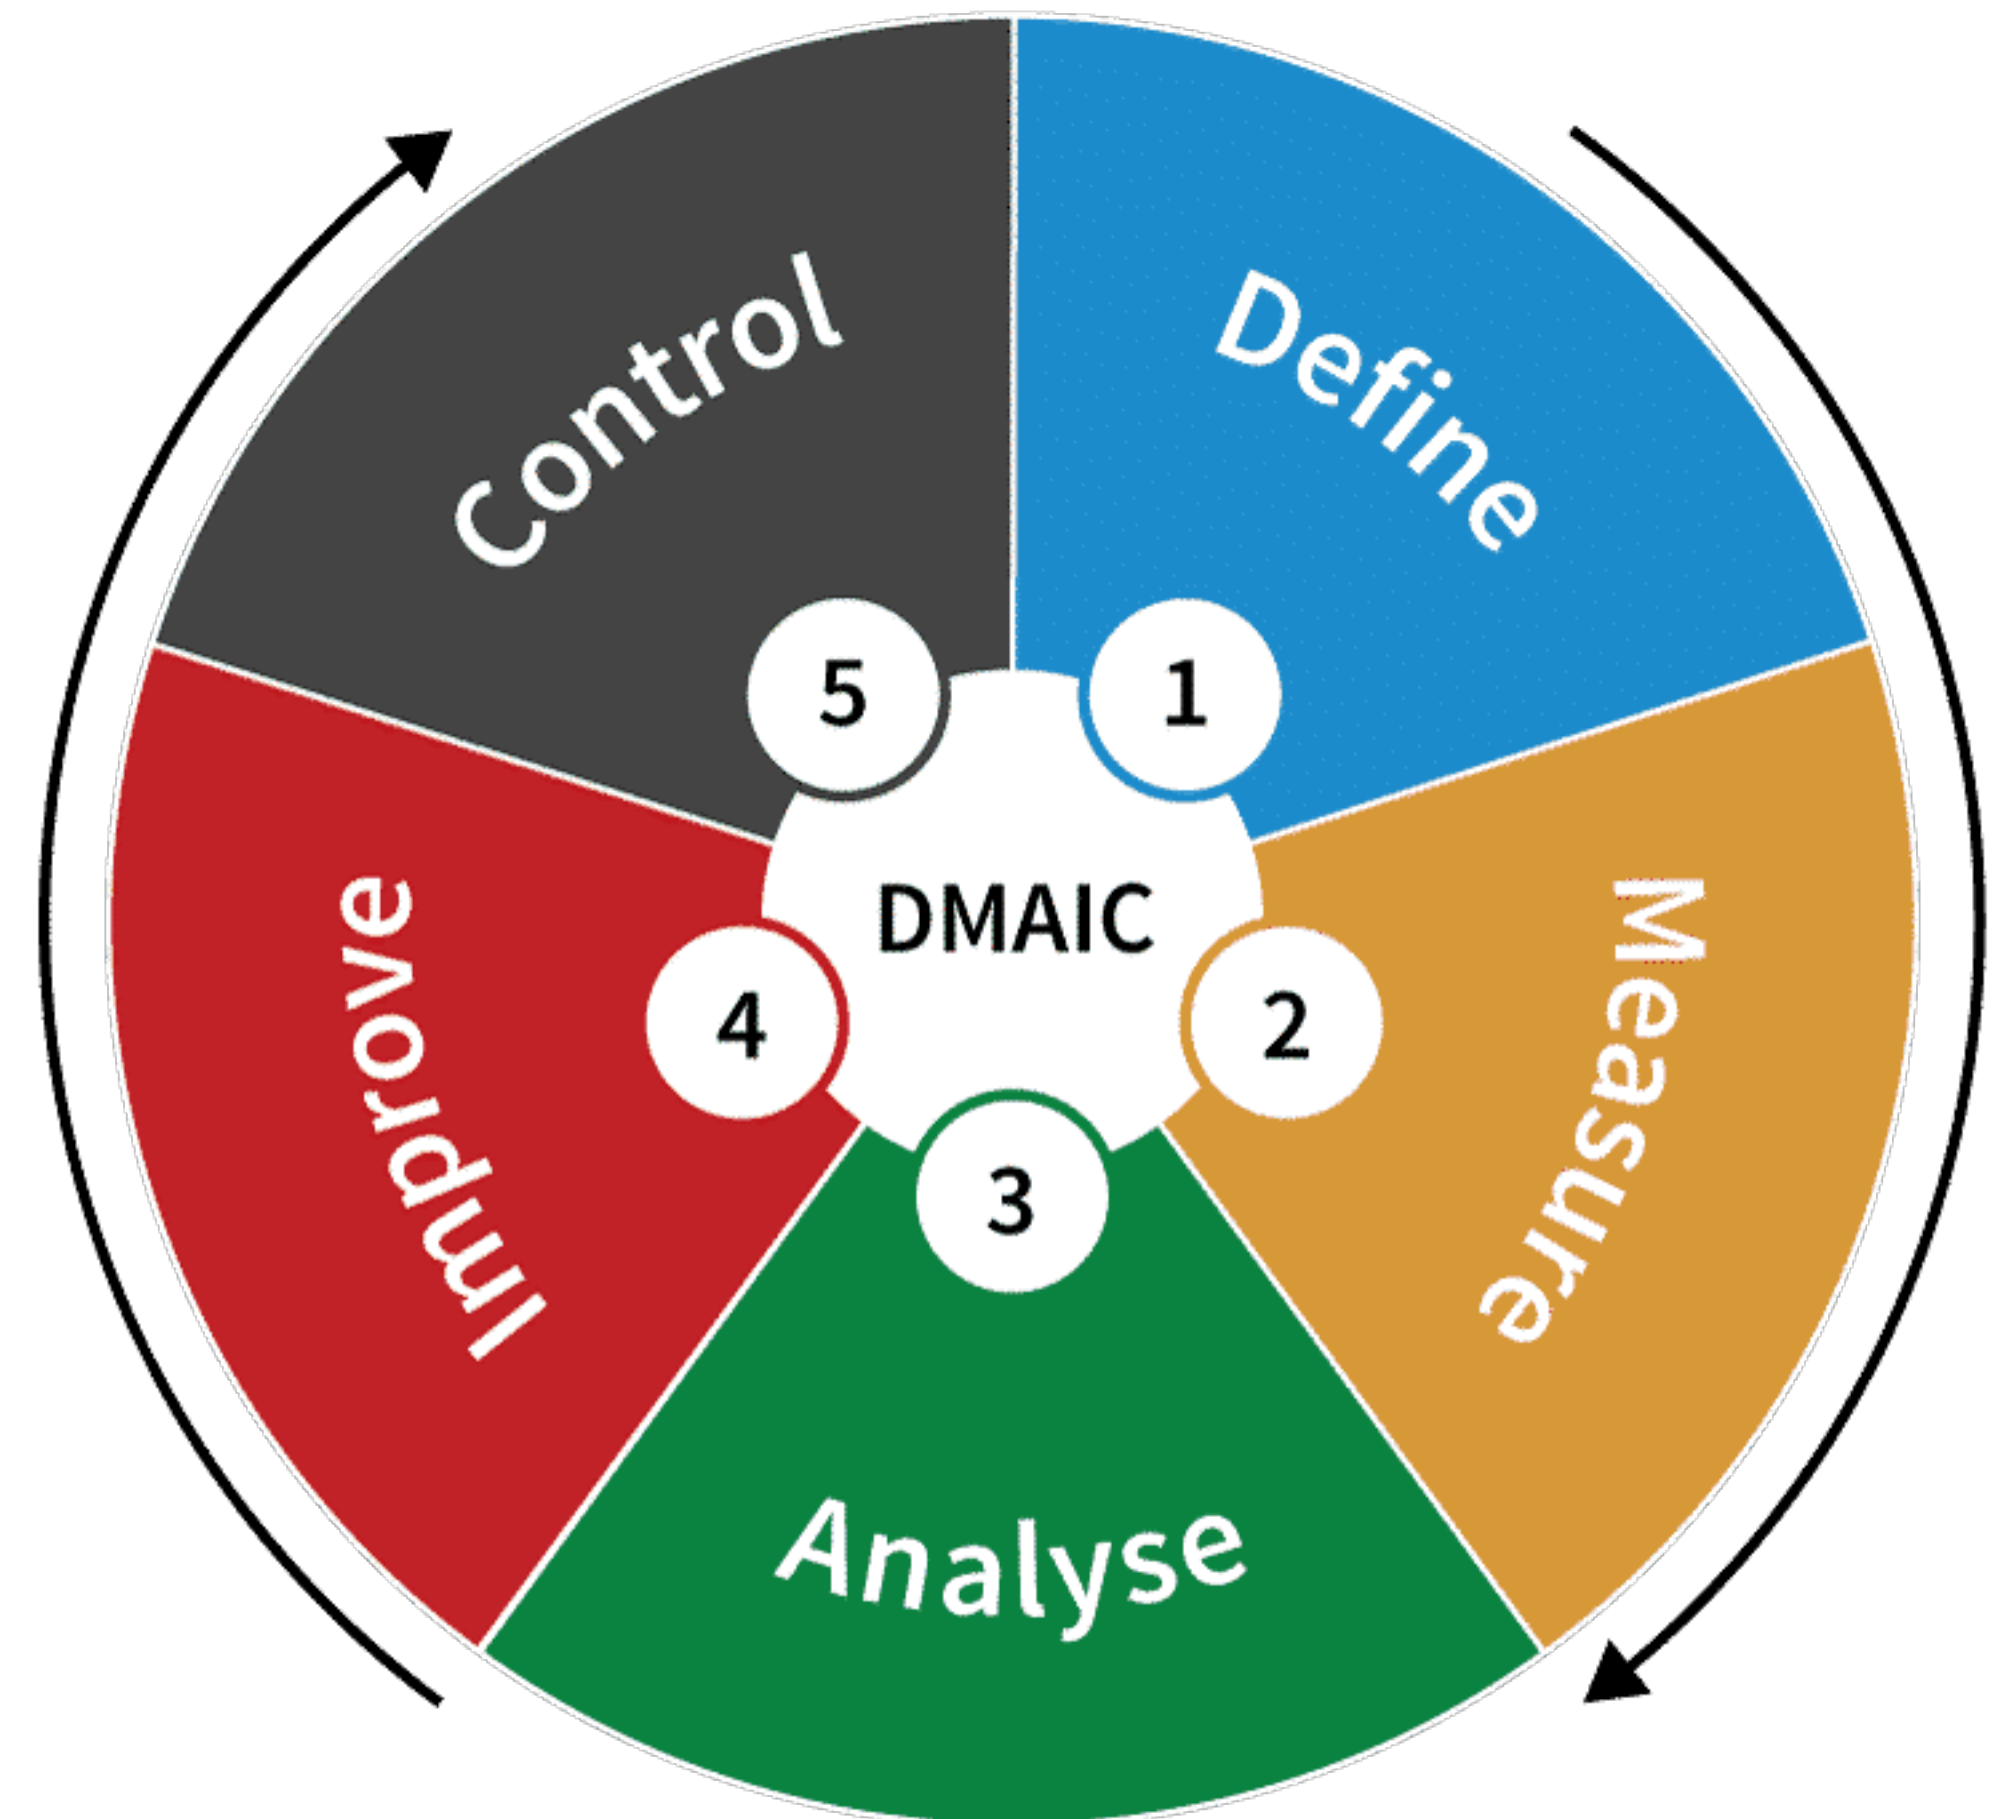 DMAIC
1
Define
2
Measure
3
Analyse
4
Improve
5
Control